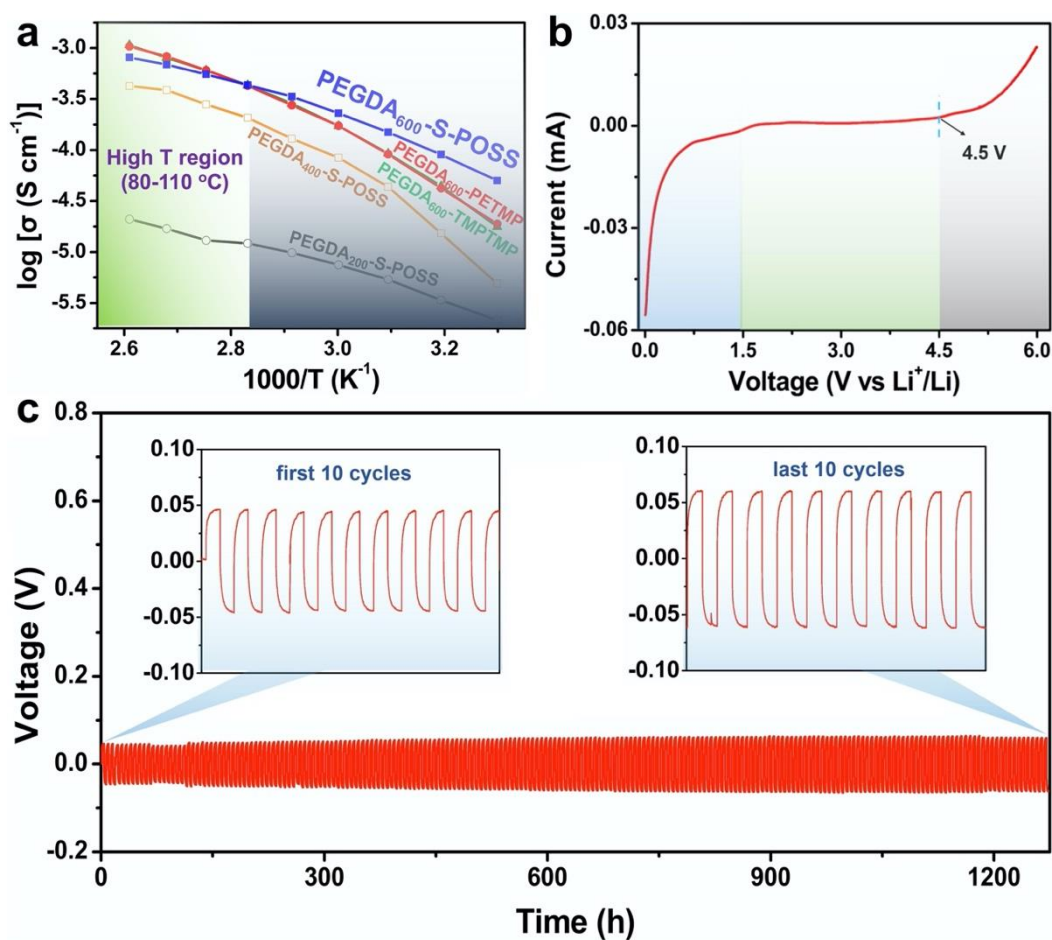 a
-3.0
-3.5
-4.0
-4.5
-5.0
-5.5
log [σ (S cm⁻¹)]
High T region
(80-110 °C)
PEGDA₆₀₀-S-POSS
PEGDA₄₀₀-S-POSS
PEGDA₆₀₀-PETMP
PEGDA₆₀₀-TMPTMP
PEGDA₂₀₀-S-POSS
2.6 2.8 3.0 3.2
1000/T (K⁻¹)
b
0.03
0.00
-0.03
-0.06
Current (mA)
4.5 V
0.0 1.5 3.0 4.5 6.0
Voltage (V vs Li⁺/Li)
c
0.8
0.6
0.4
0.2
0.0
-0.2
Voltage (V)
0.10
0.05
0.00
-0.05
-0.10
first 10 cycles
0.10
0.05
0.00
-0.05
-0.10
last 10 cycles
0 300 600 900 1200
Time (h)